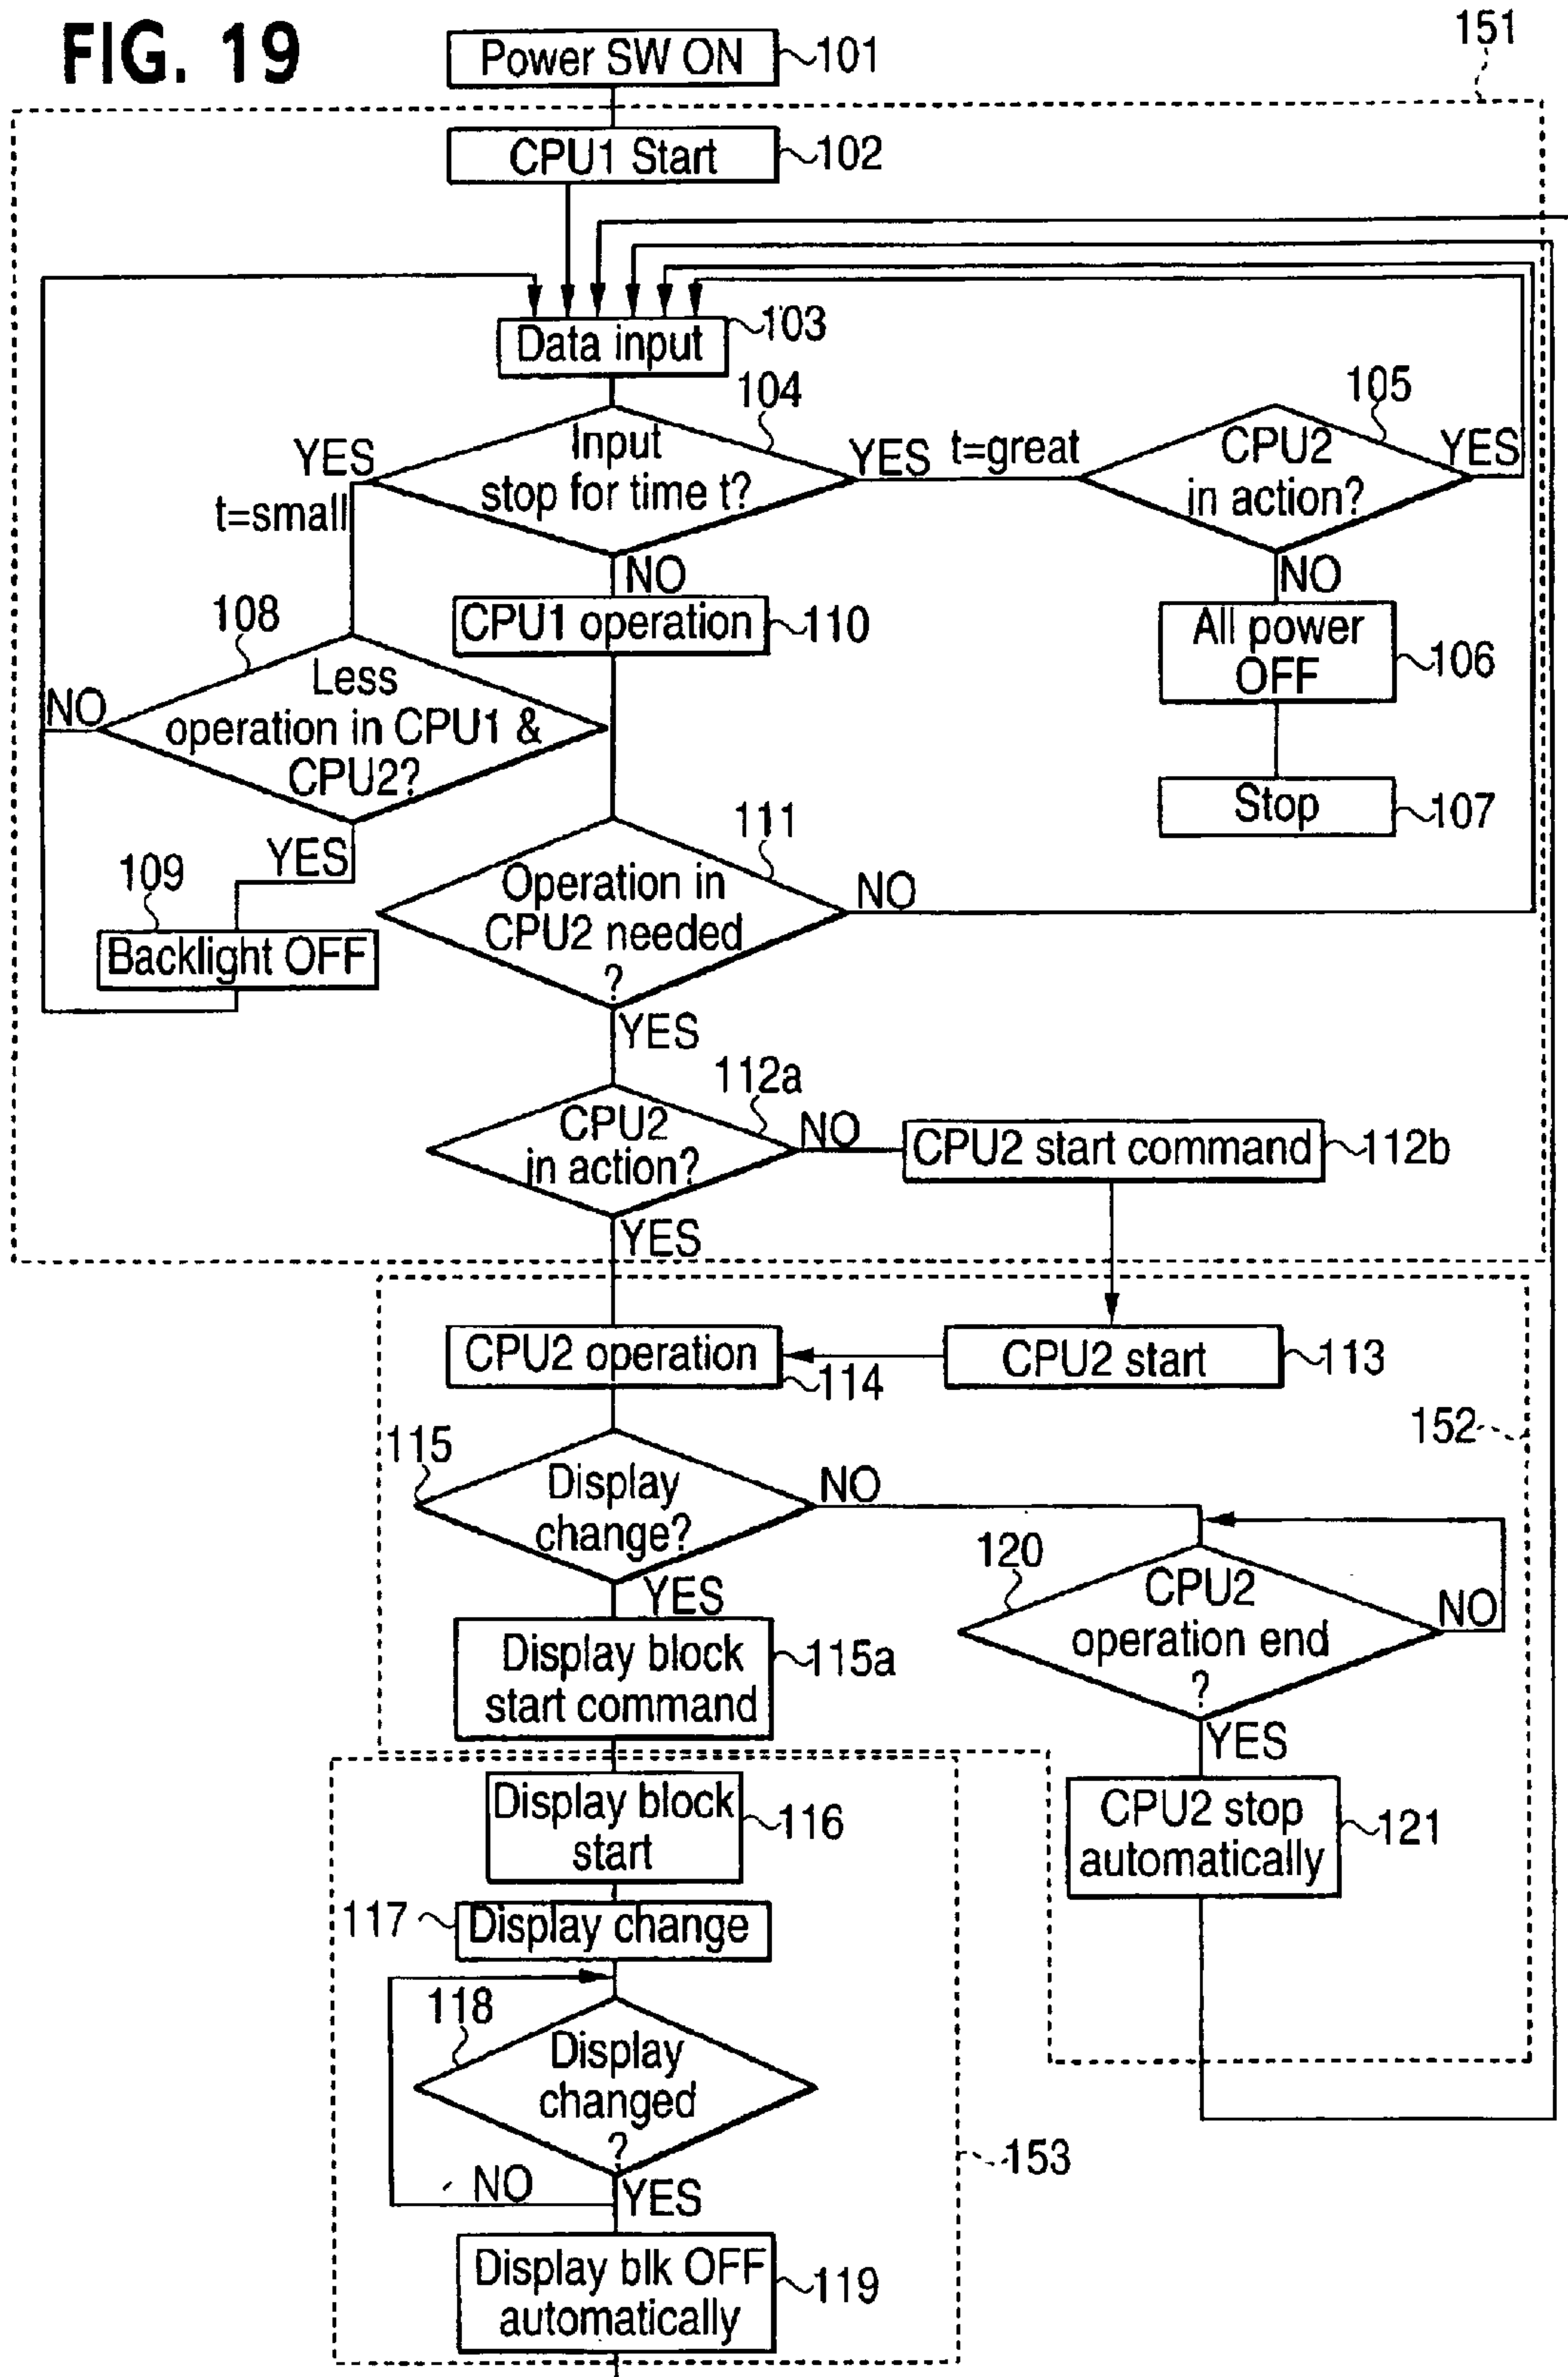 FIG. 19
Power SW ON
101
151
CPU1 Start
102
Data input
103
104
105
Input
stop for time t?
YES
t=small
YES t=great
CPU2
in action?
YES
NO
NO
CPU1 operation
110
All power
OFF
106
108
Less
operation in CPU1 &
CPU2?
NO
Stop
107
YES
109
Backlight OFF
111
Operation in
CPU2 needed
?
NO
YES
112a
CPU2
in action?
NO
CPU2 start command
112b
YES
CPU2 operation
114
CPU2 start
113
152
115
Display
change?
NO
120
CPU2
operation end
?
NO
YES
Display block
start command
115a
YES
CPU2 stop
automatically
121
Display block
start
116
117
Display change
118
Display
changed
?
153
NO
YES
Display blk OFF
automatically
119